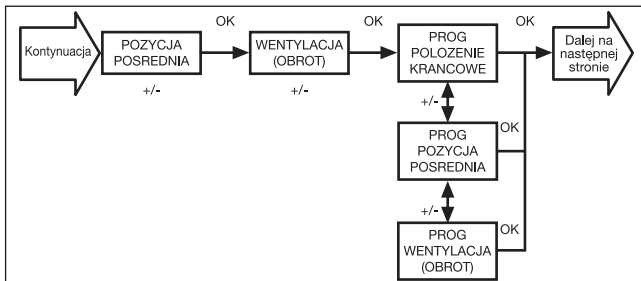 Kontynuacja
POZYCJA
POSREDNIA
+/-
OK
WENTYLACJA
(OBROT)
+/-
OK
PROG
POLOZENIE
KRANCOWE
OK
Dalej na
następnej
stronie
+/-
PROG
POZYCJA
POSREDNIA
OK
+/-
PROG
WENTYLACJA
(OBROT)
OK